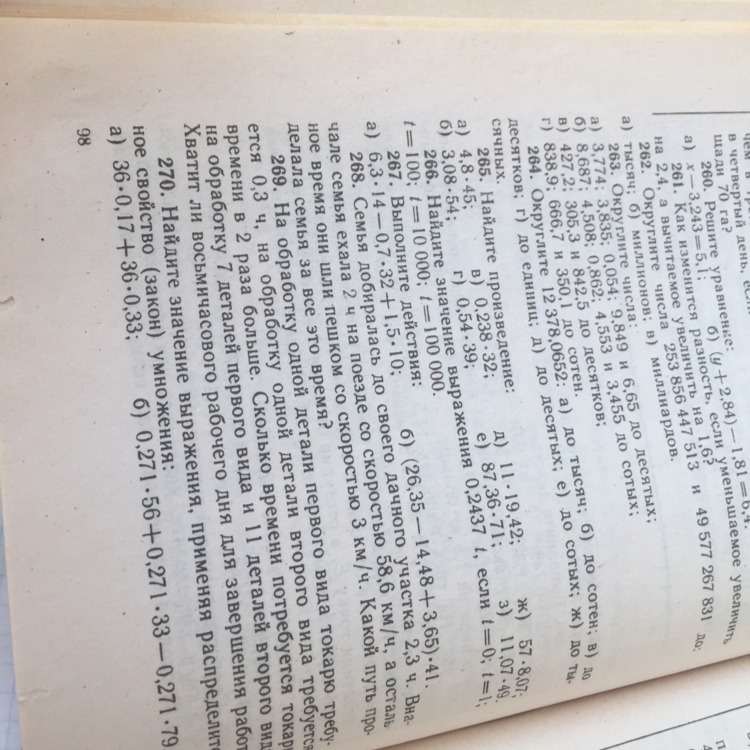 в четвертый день, если
щади 70 га?
260. Решите уравнение:
а) x — 3,243 = 5,1; б) (y + 2,84) — 1,81 = 6,4.
261. Как изменится разность, если уменьшаемое увеличить
на 2,4, а вычитаемое увеличить на 1,6?
262. Округлите числа 253 856 447 513 и 49 577 267 831 до:
а) тысяч; б) миллионов; в) миллиардов.
263. Округлите числа:
а) 3,774; 3,835; 0,054; 9,849 и 6,65 до десятых;
б) 8,687; 4,508; 0,862; 4,553 и 3,455 до сотых;
в) 427,2; 305,3 и 842,5 до десятков;
г) 838,9; 666,7 и 350,1 до сотен.
264. Округлите 12 378,0652: а) до тысяч; б) до сотен; в) до
десятков; г) до единиц; д) до десятых; е) до сотых; ж) до ты-
сячных.
265. Найдите произведение:
а) 4,8·45; в) 0,238·32; д) 11·19,42; ж) 57·8,07;
б) 3,08·54; г) 0,54·39; е) 87,36·71; з) 11,07·49.
266. Найдите значение выражения 0,2437 t, если t=0; t=1;
t=100; t=10 000; t=100 000.
267. Выполните действия:
а) 6,3·14—0,7·32+1,5·10; б) (26,35—14,48+3,65)·41.
268. Семья добиралась до своего дачного участка 2,3 ч. Вна-
чале семья ехала 2 ч на поезде со скоростью 58,6 км/ч, а осталь-
ное время они шли пешком со скоростью 3 км/ч. Какой путь про-
делала семья за все это время?
269. На обработку одной детали первого вида токарю требу-
ется 0,3 ч, на обработку одной детали второго вида требуется
времени в 2 раза больше. Сколько времени потребуется токарю
на обработку 7 деталей первого вида и 11 деталей второго вида
Хватит ли восьмичасового рабочего дня для завершения работ
270. Найдите значение выражения, применяя распределите
ное свойство (закон) умножения:
а) 36·0,17+36·0,33; б) 0,271·56+0,271·33—0,271·79
98